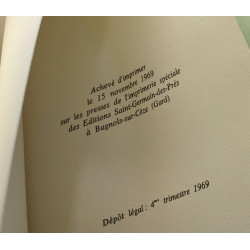 Achevé d'imprimer
le 15 novembre 1969
sur les presses de l'imprimerie spéciale
des Editions Saint-Germain-des-Prés
à Bagnols-sur-Cèze (Gard)
Dépôt légal : 4me trimestre 1969